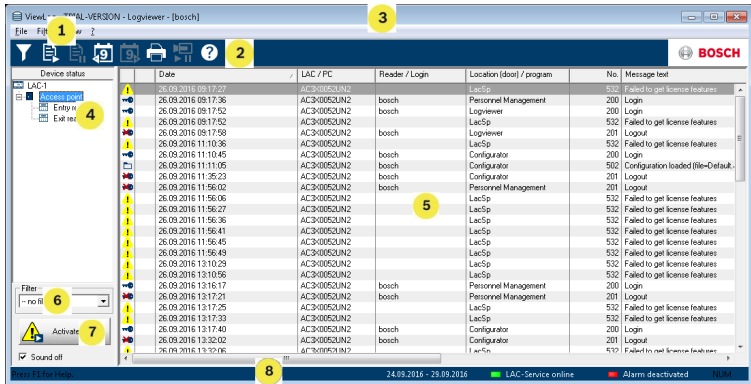 ViewLog TRIAL-VERSION - Logviewer - [bosch]
3
File ?
1
9 9 ? 2
BOSCH
Device status Date LAC / PC Reader / Login Location (door) / program No. Message text
LAC-1 26.09.2016 09:17:27 AC3X0052UN2 LacSp 532 Failed to get license features
Access point 26.09.2016 09:17:36 AC3X0052UN2 bosch Personnel Management 200 Login
Entry 26.09.2016 09:17:52 AC3X0052UN2 bosch Logviewer 200 Login
4
Exit 26.09.2016 09:17:52 AC3X0052UN2 LacSp 532 Failed to get license features
26.09.2016 09:17:58 AC3X0052UN2 bosch Logviewer 201 Logout
26.09.2016 11:10:36 AC3X0052UN2 LacSp 532 Failed to get license features
26.09.2016 11:10:45 AC3X0052UN2 bosch Configurator 200 Login
26.09.2016 11:11:05 AC3X0052UN2 bosch Configurator 502 Configuration loaded (file=Default.
26.09.2016 11:35:23 AC3X0052UN2 bosch Configurator 201 Logout
26.09.2016 11:56:02 AC3X0052UN2 bosch Personnel Management 201 Logout
26.09.2016 11:56:06 AC3X0052UN2 LacSp 532 Failed to get license features
5
26.09.2016 11:56:27 AC3X0052UN2 LacSp 532 Failed to get license features
26.09.2016 11:56:36 AC3X0052UN2 LacSp 532 Failed to get license features
26.09.2016 11:56:41 AC3X0052UN2 LacSp 532 Failed to get license features
26.09.2016 11:56:45 AC3X0052UN2 LacSp 532 Failed to get license features
26.09.2016 11:56:49 AC3X0052UN2 LacSp 532 Failed to get license features
26.09.2016 13:10:29 AC3X0052UN2 LacSp 532 Failed to get license features
26.09.2016 13:10:56 AC3X0052UN2 LacSp 532 Failed to get license features
26.09.2016 13:16:17 AC3X0052UN2 bosch Personnel Management 200 Login
Filter
-- no 6 26.09.2016 13:17:21 AC3X0052UN2 bosch Personnel Management 201 Logout
26.09.2016 13:17:25 AC3X0052UN2 LacSp 532 Failed to get license features
26.09.2016 13:17:33 AC3X0052UN2 LacSp 532 Failed to get license features
Activate 7 26.09.2016 13:17:40 AC3X0052UN2 bosch Configurator 200 Login
26.09.2016 13:32:02 AC3X0052UN2 bosch Configurator 201 Logout
26.09.2016 13:32:06 AC3X0052UN2 LacSp 532 Failed to get license features
Sound off
Press F1 for Help. 8 24.09.2016 - 29.09.2016 LAC-Service online Alarm deactivated NUM